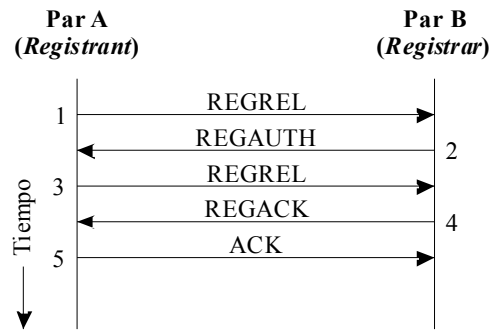 Par A
(Registrant)
Par B
(Registrar)
1
REGREL
REGAUTH
2
3
REGREL
REGACK
4
5
ACK
Tiempo